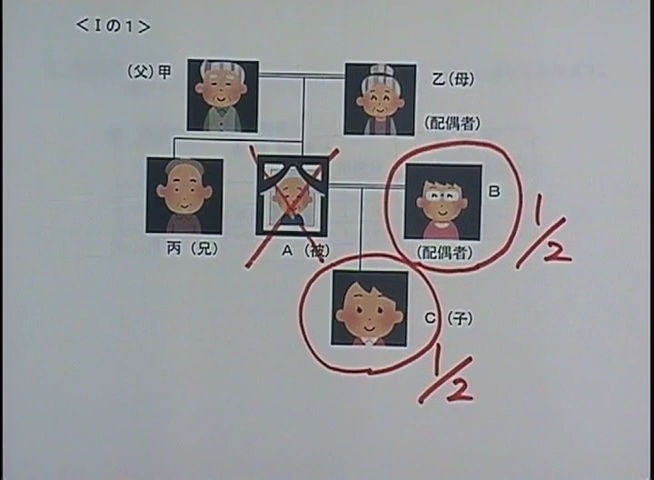 <Ⅰの1>
(父)甲
乙(母)
(配偶者)
B
1/2
丙(兄)
A(被)
(配偶者)
C(子)
1/2